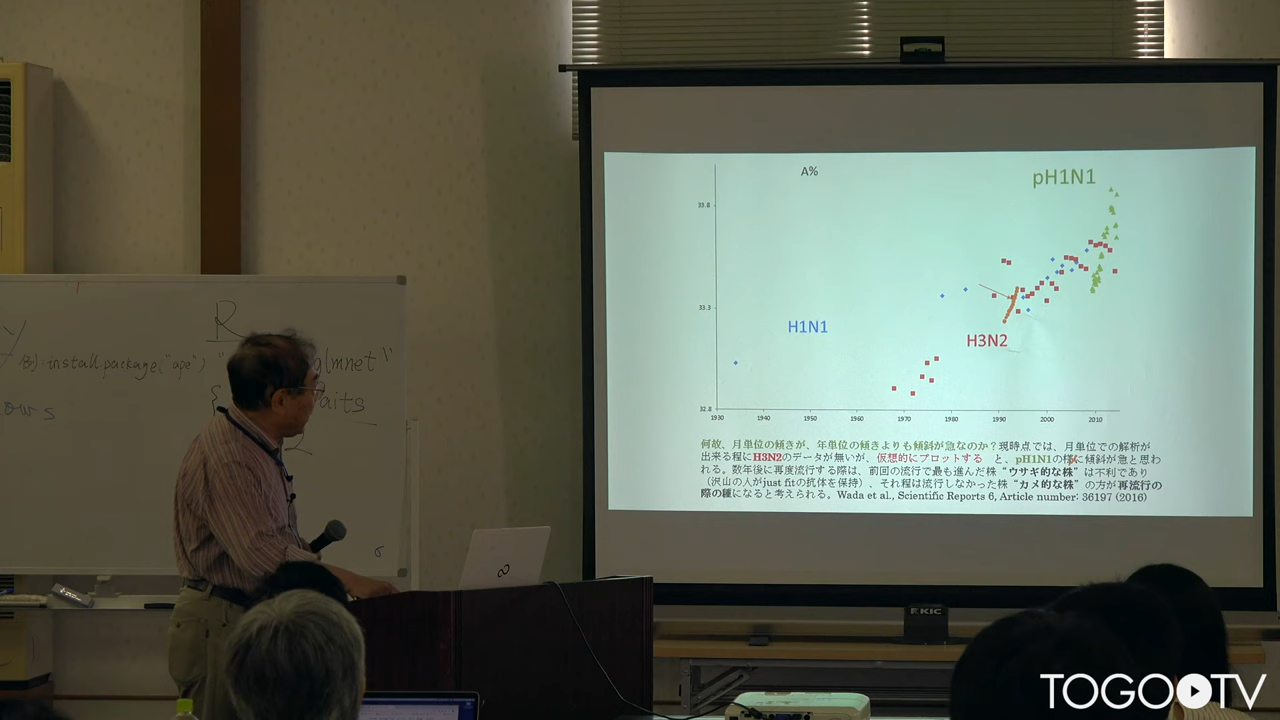 R
例) install.package("ape")
"glmnet"
ows
A%
pH1N1
33.8
H1N1
33.3
H3N2
32.8
1930 1940 1950 1960 1970 1980 1990 2000 2010
何故、月単位の傾きが、年単位の傾きよりも傾斜が急なのか？現時点では、月単位での解析が
出来る程にH3N2のデータが無いが、仮想的にプロットする と、pH1N1の様に傾斜が急と思わ
れる。数年後に再度流行する際は、前回の流行で最も進んだ株 “ウサギ的な株” は不利であり
（沢山の人がjust fitの抗体を保持）、それ程は流行しなかった株 “カメ的な株” の方が再流行の
際の種になると考えられる。Wada et al., Scientific Reports 6, Article number: 36197 (2016)
KIC
TOGO TV